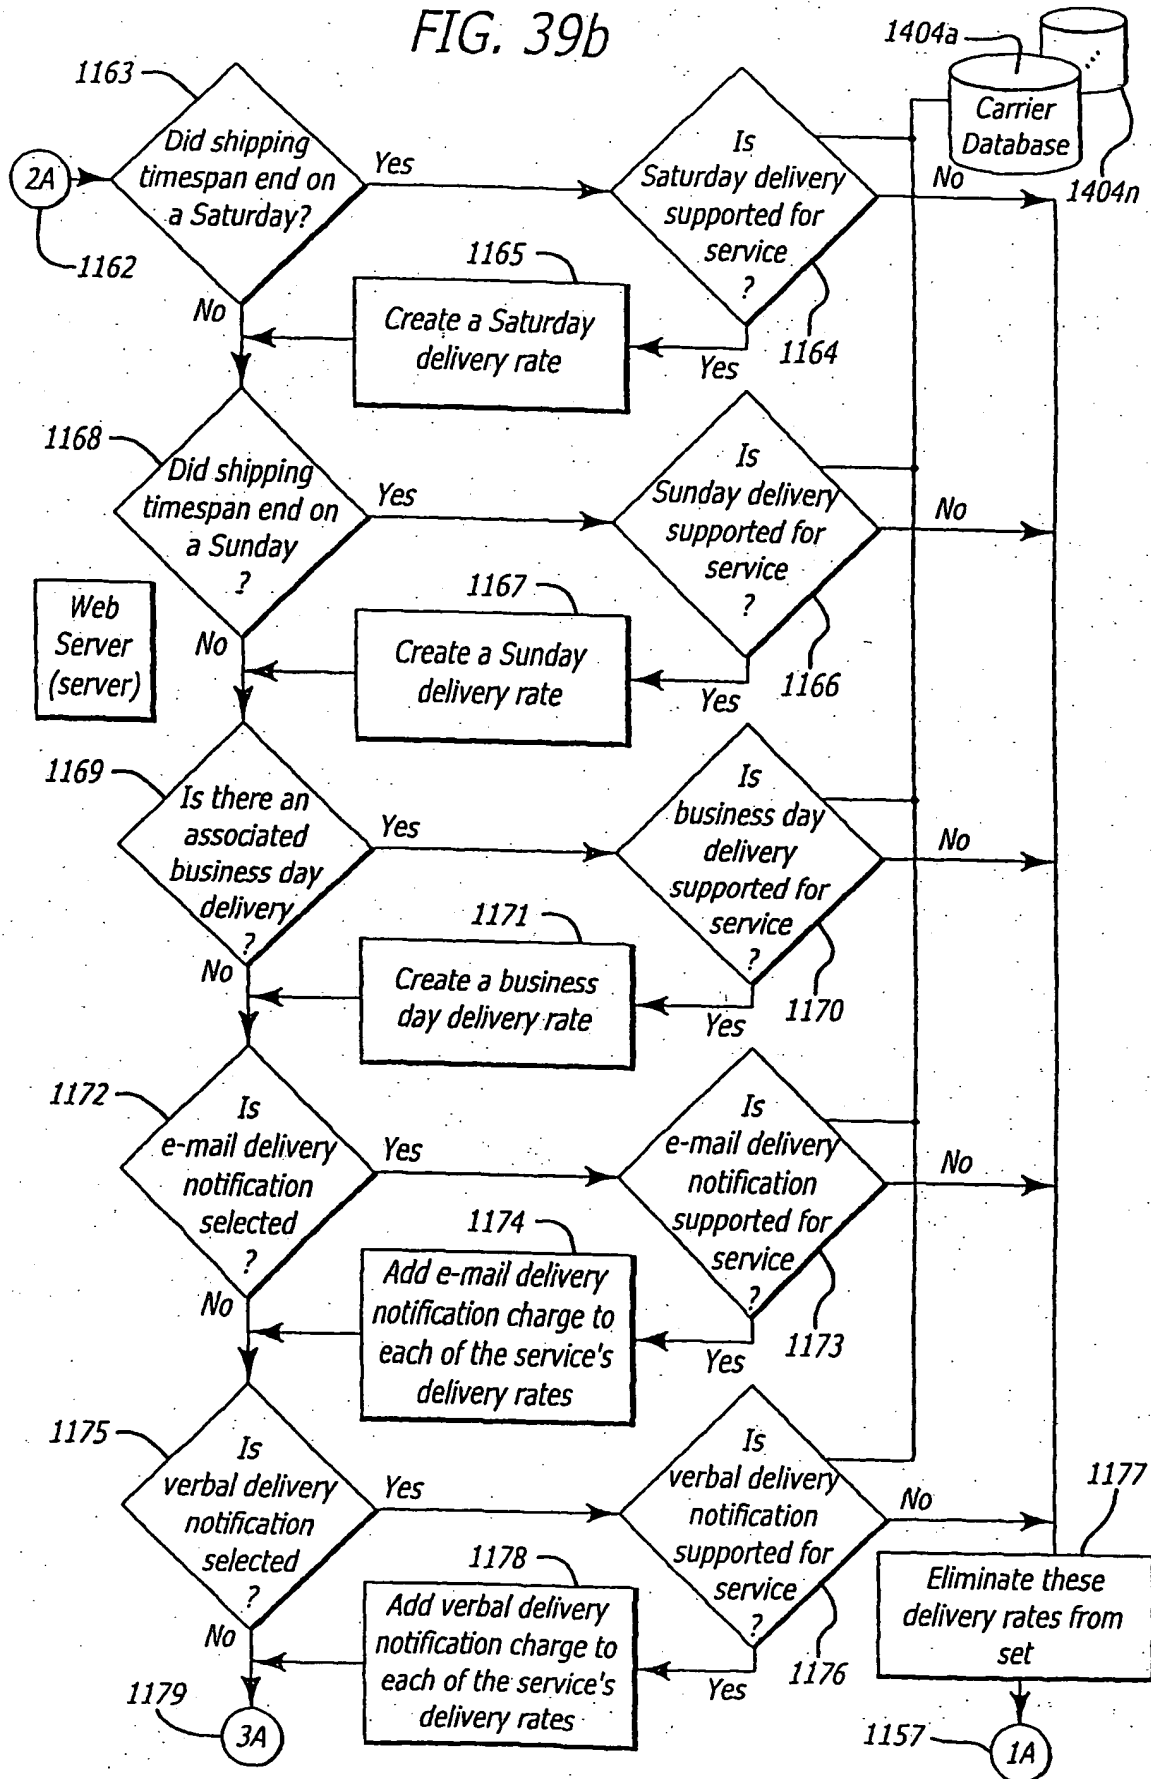 FIG. 39b
1404a
Carrier
Database
1404n
1163
Did shipping
timespan end on
a Saturday?
2A
1162
Yes
Is
Saturday delivery
supported for
service
?
1164
No
1165
Create a Saturday
delivery rate
Yes
No
1168
Did shipping
timespan end on
a Sunday
?
Yes
Is
Sunday delivery
supported for
service
?
1166
No
Web
Server
(server)
1167
Create a Sunday
delivery rate
Yes
No
1169
Is there an
associated
business day
delivery
?
Yes
Is
business day
delivery
supported for
service
?
1170
No
1171
Create a business
day delivery rate
Yes
No
1172
Is
e-mail delivery
notification
selected
?
Yes
Is
e-mail delivery
notification
supported for
service
?
1173
No
1174
Add e-mail delivery
notification charge to
each of the service's
delivery rates
Yes
No
1175
Is
verbal delivery
notification
selected
?
Yes
Is
verbal delivery
notification
supported for
service
?
1176
No
1177
Eliminate these
delivery rates from
set
1178
Add verbal delivery
notification charge to
each of the service's
delivery rates
Yes
No
1179
3A
1157
1A